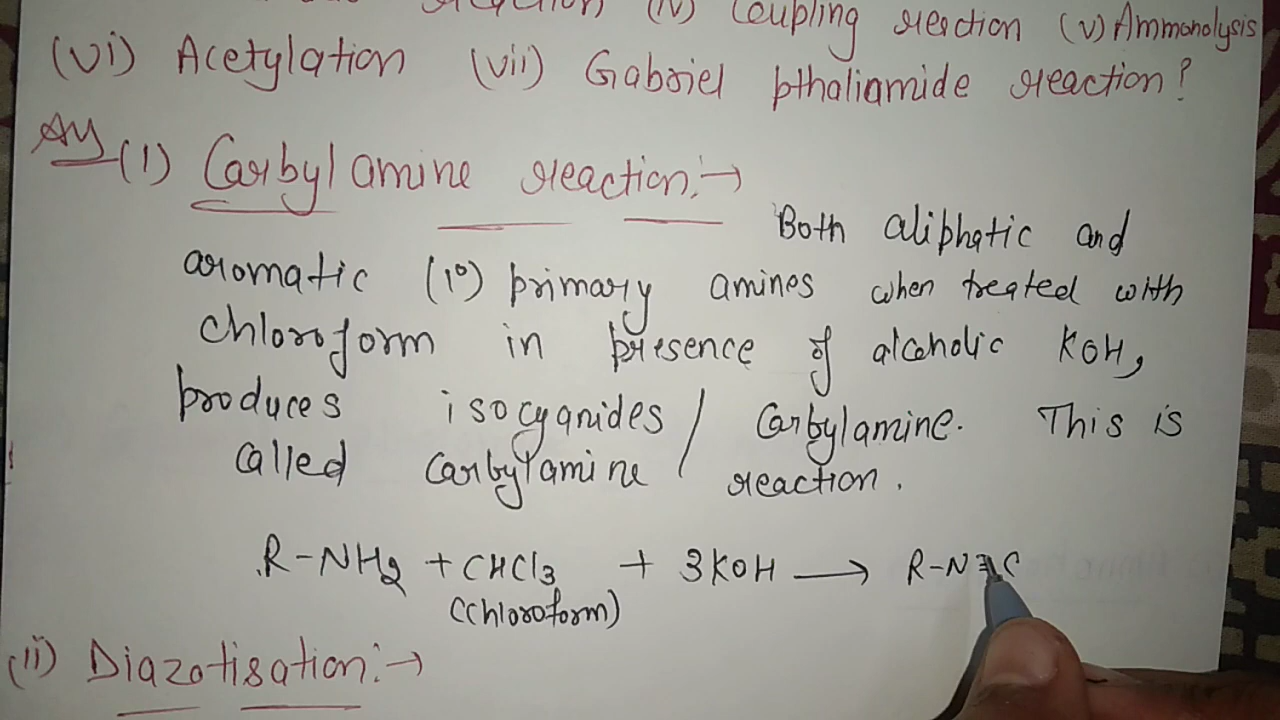 reaction (iv) Coupling reaction (v) Ammonolysis
(vi) Acetylation (vii) Gabriel pthaliamide reaction?
Ans (1) Carbylamine reaction:→
Both aliphatic and
aromatic (1°) primary amines when treated with
chloroform in presence of alcoholic KOH,
produces isocyanides / Carbylamine. This is
called Carbylamine reaction.
R-NH2 + CHCl3 + 3KOH → R-N≡C
(Chloroform)
(ii) Diazotisation:→